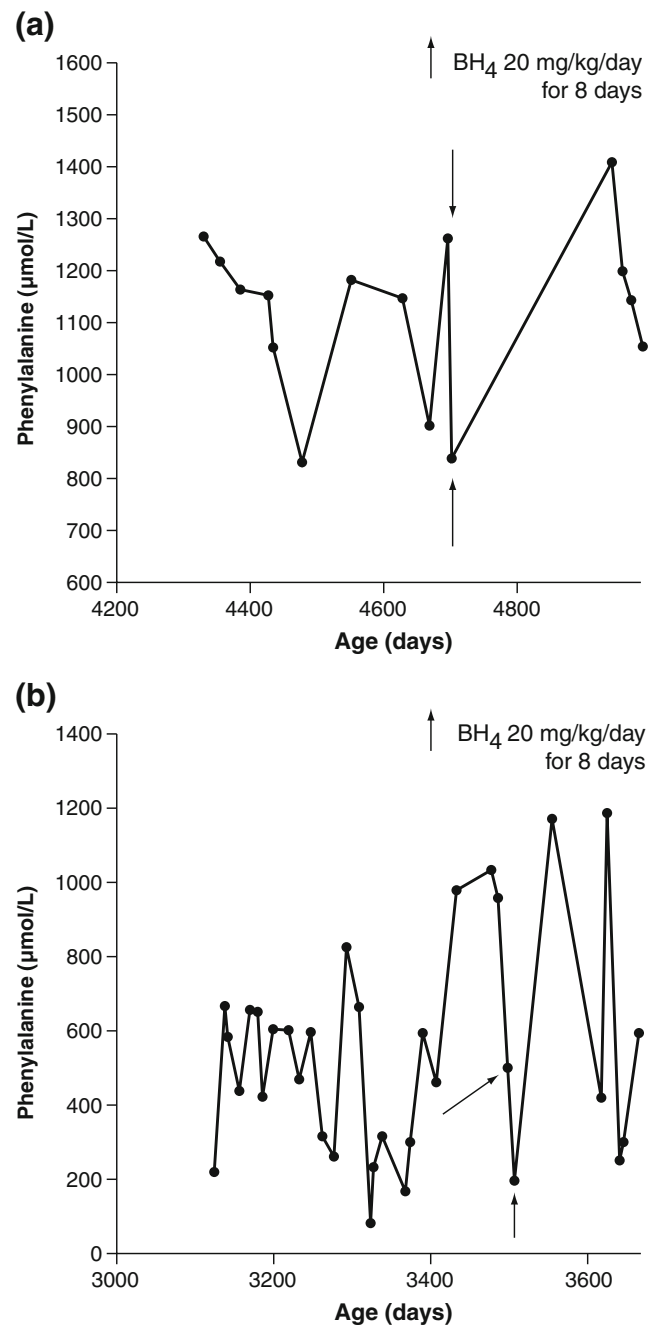 (a)
BH4 20 mg/kg/day
for 8 days
1600
1500
1400
1300
1200
1100
1000
900
800
700
600
Phenylalanine (µmol/L)
4200 4400 4600 4800
Age (days)
(b)
BH4 20 mg/kg/day
for 8 days
1400
1200
1000
800
600
400
200
0
Phenylalanine (µmol/L)
3000 3200 3400 3600
Age (days)